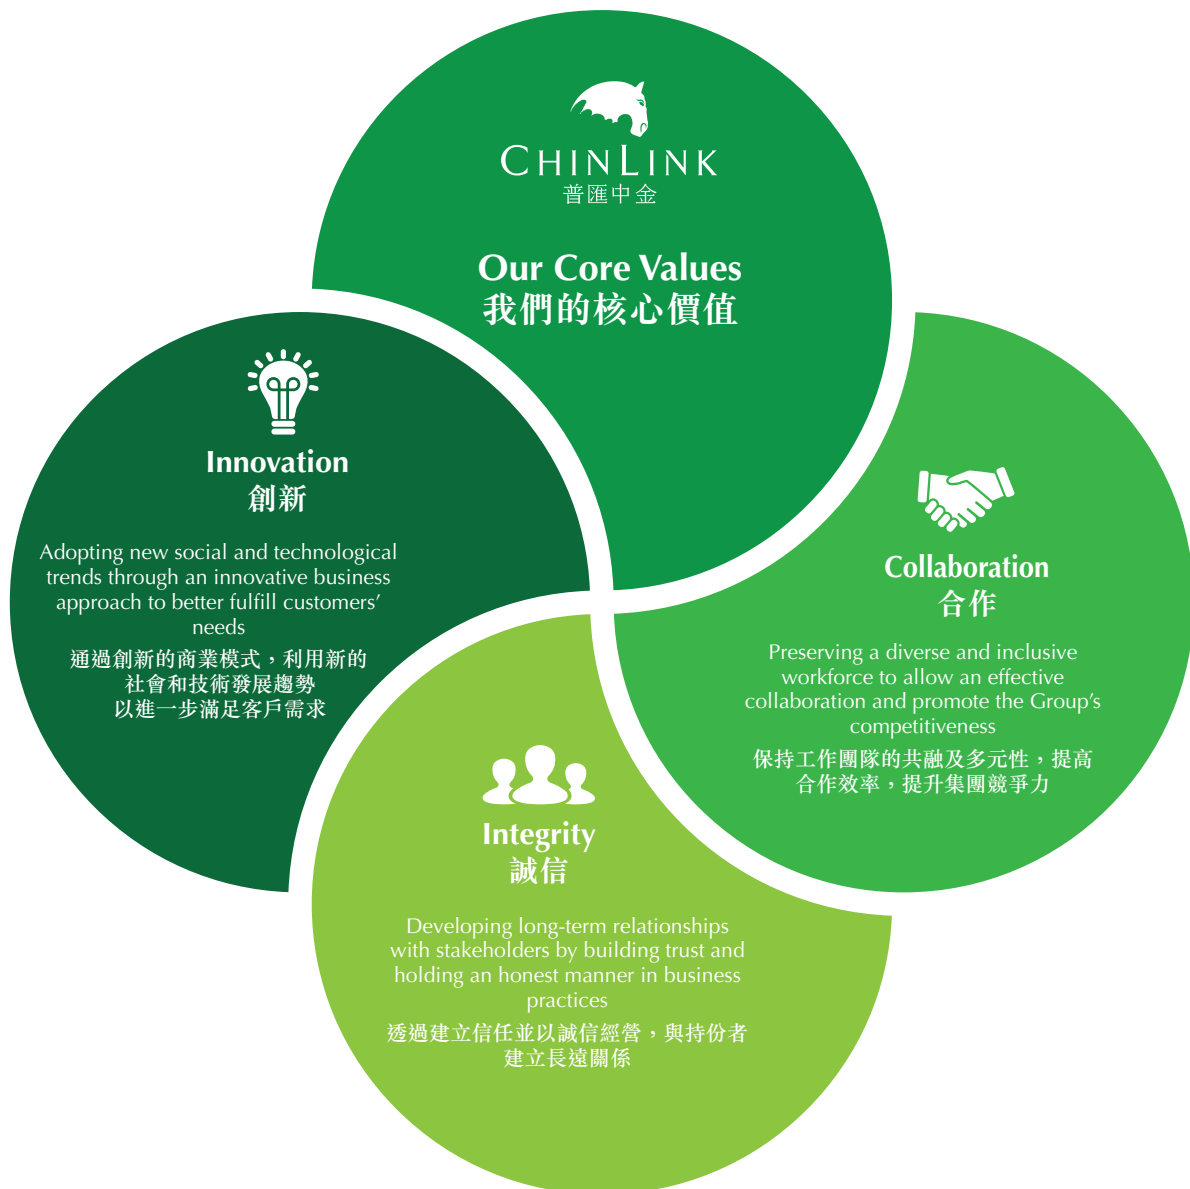 CHINLINK
普匯中金
Our Core Values
我們的核心價值
Innovation
創新
Adopting new social and technological
trends through an innovative business
approach to better fulfill customers’
needs
通過創新的商業模式，利用新的
社會和技術發展趨勢
以進一步滿足客戶需求
Collaboration
合作
Preserving a diverse and inclusive
workforce to allow an effective
collaboration and promote the Group’s
competitiveness
保持工作團隊的共融及多元性，提高
合作效率，提升集團競爭力
Integrity
誠信
Developing long-term relationships
with stakeholders by building trust and
holding an honest manner in business
practices
透過建立信任並以誠信經營，與持份者
建立長遠關係